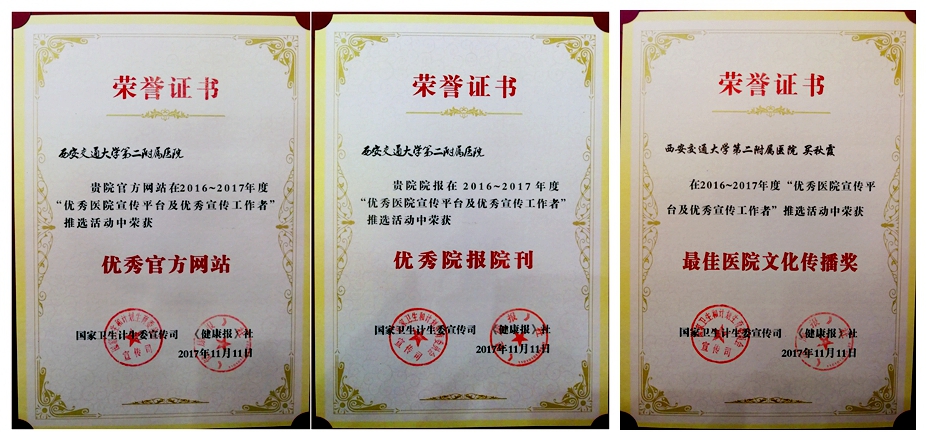 荣誉证书
西安交通大学第二附属医院
贵院官方网站在2016~2017年度
“优秀医院宣传平台及优秀宣传工作者”
推选活动中荣获
优秀官方网站
国家卫生计生委宣传司 《健康报》社
2017年11月11日
荣誉证书
西安交通大学第二附属医院
贵院院报在2016~2017年度
“优秀医院宣传平台及优秀宣传工作者”
推选活动中荣获
优秀院报院刊
国家卫生计生委宣传司 《健康报》社
2017年11月11日
荣誉证书
西安交通大学第二附属医院 吴秋霞
在2016~2017年度“优秀医院宣传平
台及优秀宣传工作者”推选活动中荣获
最佳医院文化传播奖
国家卫生计生委宣传司 《健康报》社
2017年11月11日